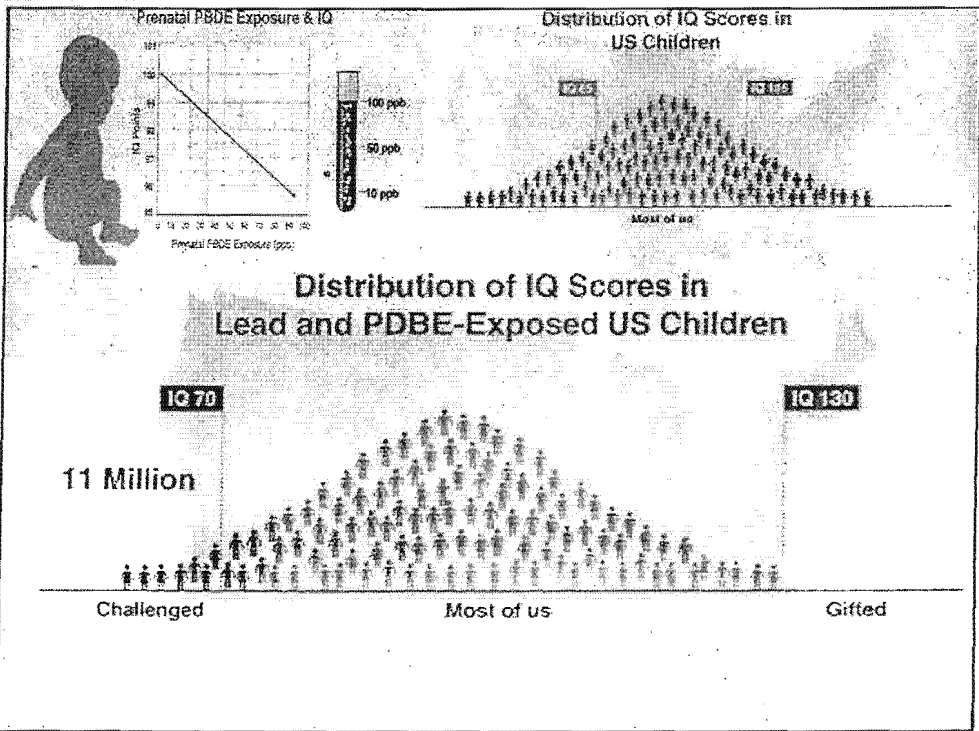 Prenatal PBDE Exposure & IQ
IQ Points
Prenatal PBDE Exposure (ppb)
100 ppb
50 ppb
10 ppb
Distribution of IQ Scores in
US Children
Most of us
Distribution of IQ Scores in
Lead and PDBE-Exposed US Children
IQ 70
IQ 130
11 Million
Challenged
Most of us
Gifted